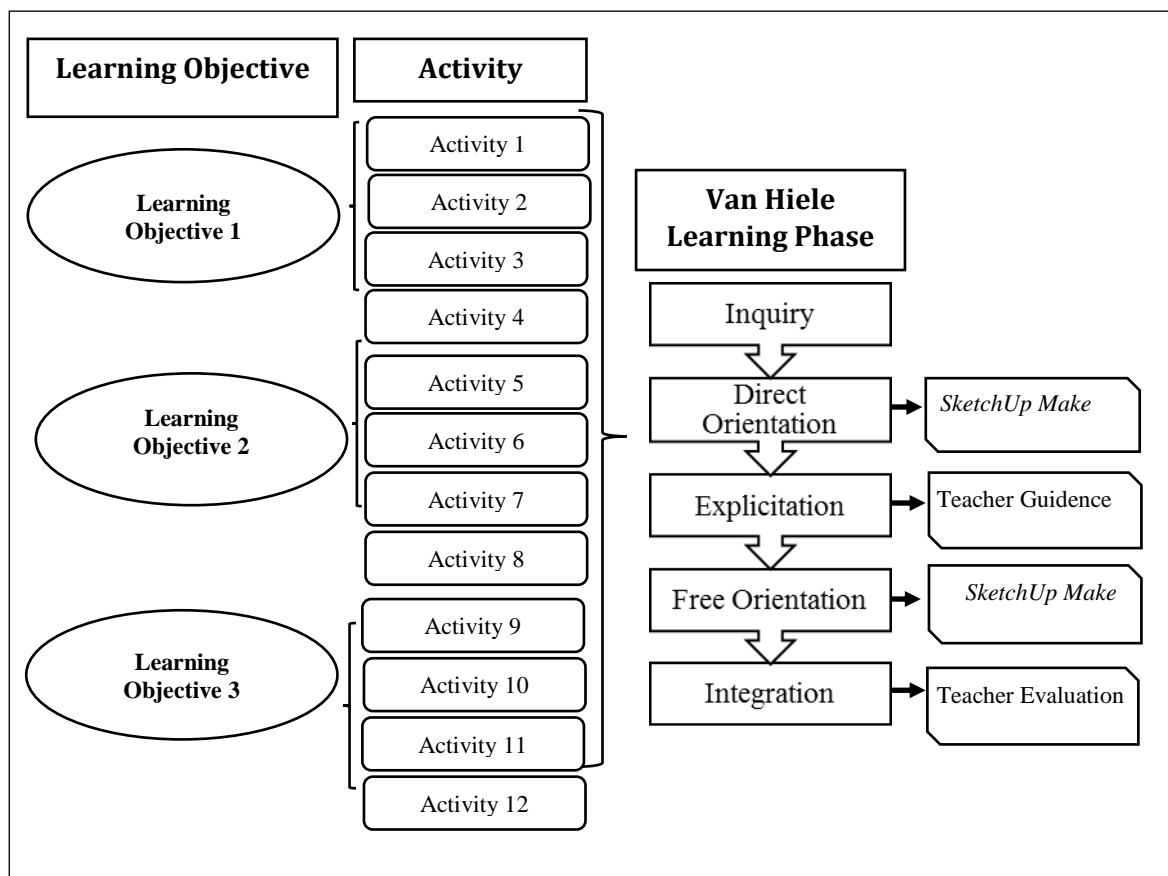 Learning Objective
Activity
Learning
Objective 1
Learning
Objective 2
Learning
Objective 3
Activity 1
Activity 2
Activity 3
Activity 4
Activity 5
Activity 6
Activity 7
Activity 8
Activity 9
Activity 10
Activity 11
Activity 12
Van Hiele
Learning Phase
Inquiry
Direct
Orientation
Explicitation
Free Orientation
Integration
SketchUp Make
Teacher Guidence
SketchUp Make
Teacher Evaluation